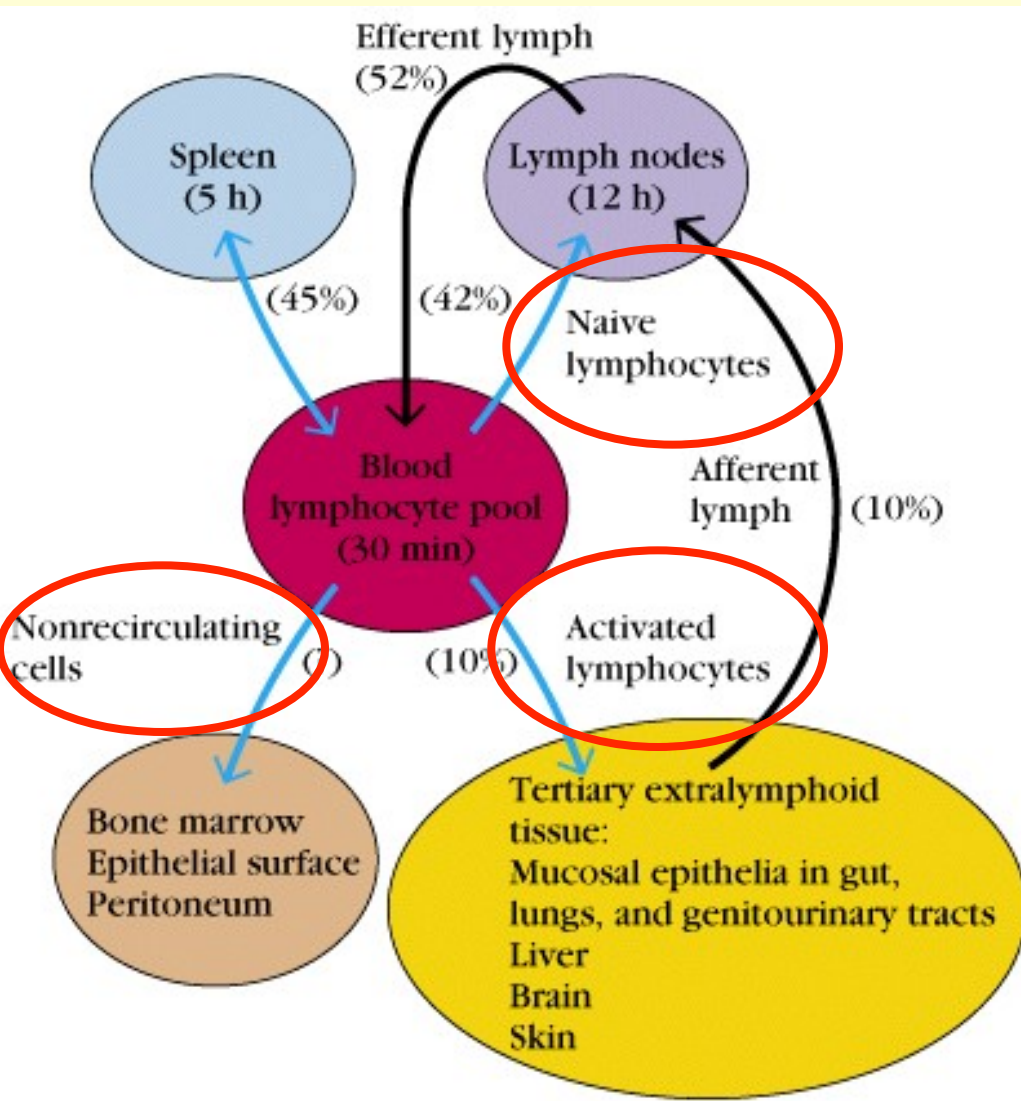 Efferent lymph
(52%)
Spleen
(5 h)
Lymph nodes
(12 h)
(45%)
(42%)
Naive
lymphocytes
Blood
lymphocyte pool
(30 min)
Afferent
lymph
(10%)
Nonrecirculating
cells
(?)
(10%)
Activated
lymphocytes
Bone marrow
Epithelial surface
Peritoneum
Tertiary extralymphoid
tissue:
Mucosal epithelia in gut,
lungs, and genitourinary tracts
Liver
Brain
Skin